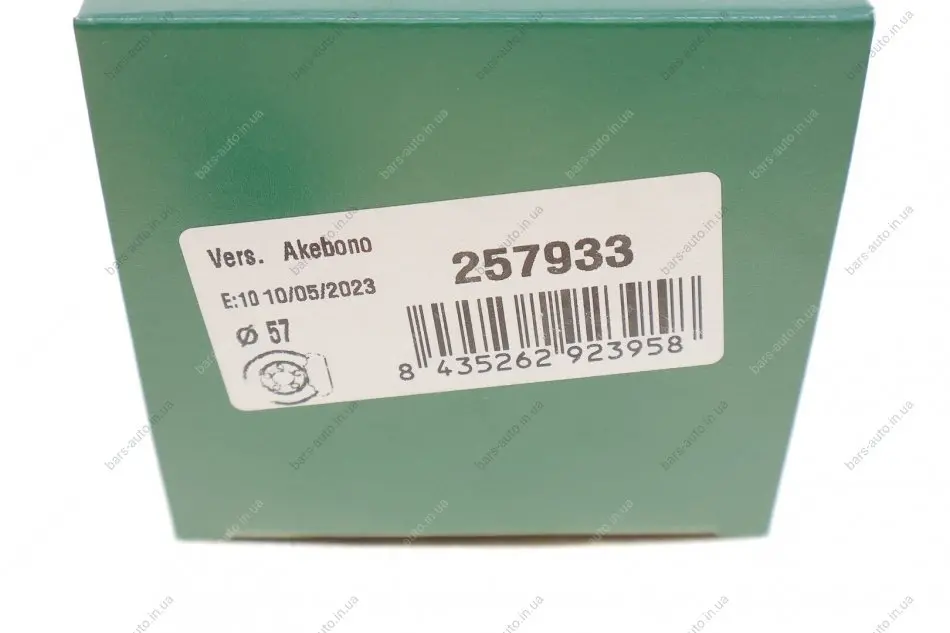 Vers. Akebono
257933
E:10 10/05/2023
Ø 57
8 435262 923958
bars-auto.in.ua